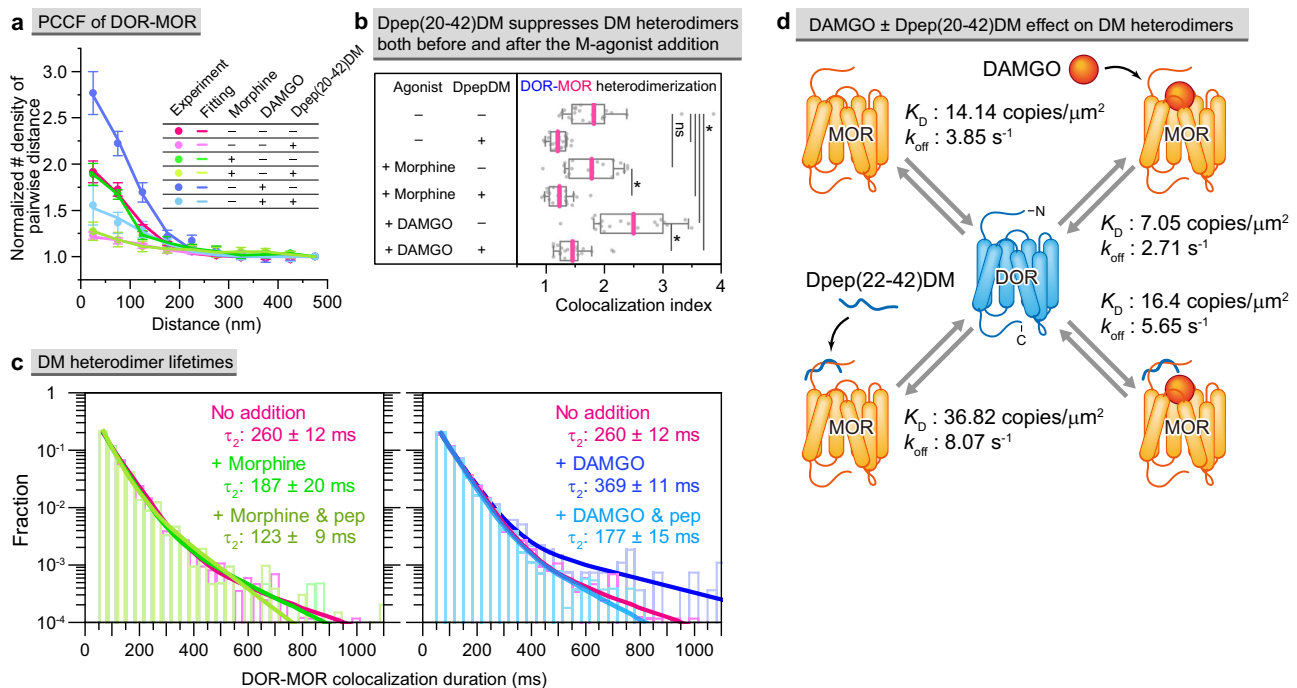 a PCCF of DOR-MOR
Normalized # density of
pairwise distance
3.0
2.5
2.0
1.5
1.0
0 100 200 300 400 500
Distance (nm)
Experiment Fitting Morphine DAMGO Dpep(20-42)DM
– – –
– – +
+ – –
+ – +
– + –
– + +
b Dpep(20-42)DM suppresses DM heterodimers
both before and after the M-agonist addition
Agonist DpepDM DOR-MOR heterodimerization
– –
– +
+ Morphine –
+ Morphine +
+ DAMGO –
+ DAMGO +
ns * * *
1 2 3 4
Colocalization index
c DM heterodimer lifetimes
Fraction
1
10-1
10-2
10-3
10-4
No addition
τ2: 260 ± 12 ms
+ Morphine
τ2: 187 ± 20 ms
+ Morphine & pep
τ2: 123 ± 9 ms
0 200 400 600 800 1000
No addition
τ2: 260 ± 12 ms
+ DAMGO
τ2: 369 ± 11 ms
+ DAMGO & pep
τ2: 177 ± 15 ms
0 200 400 600 800 1000
DOR-MOR colocalization duration (ms)
d DAMGO ± Dpep(20-42)DM effect on DM heterodimers
DAMGO
MOR
KD : 14.14 copies/μm2
koff : 3.85 s-1
MOR
KD : 7.05 copies/μm2
koff : 2.71 s-1
–N
DOR
C
Dpep(22-42)DM
KD : 16.4 copies/μm2
koff : 5.65 s-1
MOR
KD : 36.82 copies/μm2
koff : 8.07 s-1
MOR